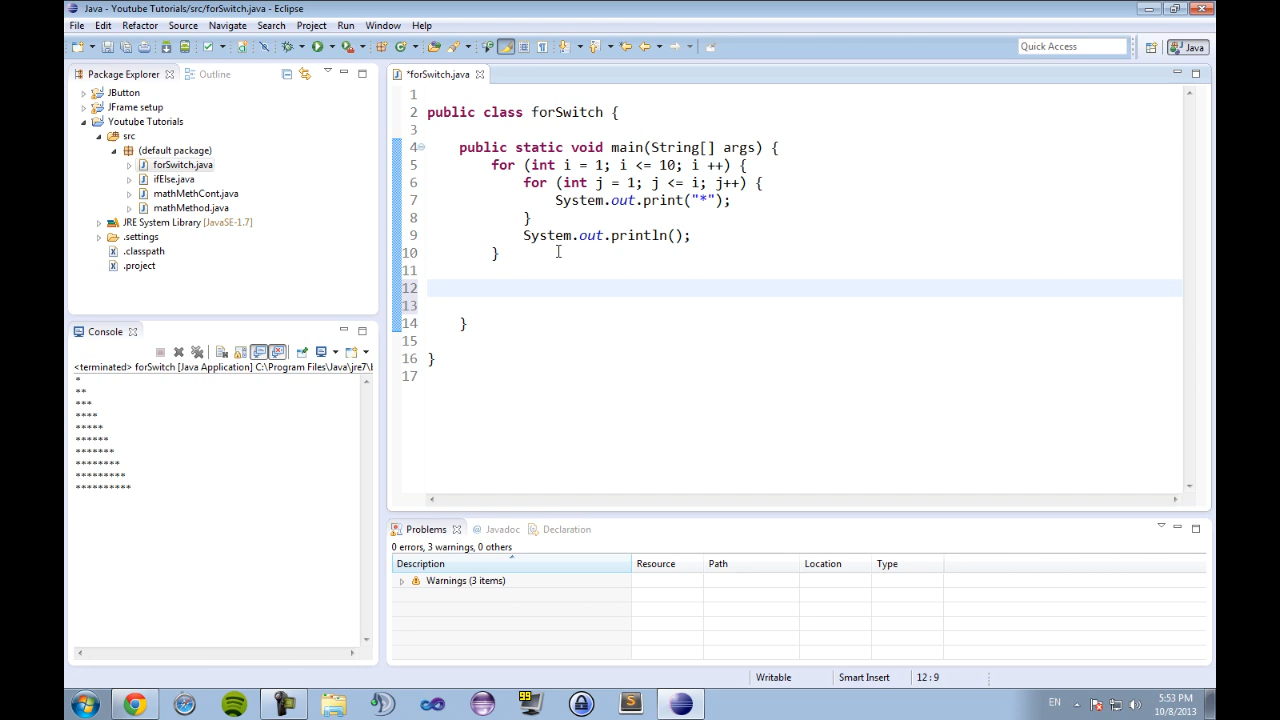 Java - Youtube Tutorials/src/forSwitch.java - Eclipse
File Edit Refactor Source Navigate Search Project Run Window Help
Quick Access
Java
Package Explorer
Outline
JButton
JFrame setup
Youtube Tutorials
src
(default package)
forSwitch.java
ifElse.java
mathMethCont.java
mathMethod.java
JRE System Library [JavaSE-1.7]
.settings
.classpath
.project
Console
<terminated> forSwitch [Java Application] C:\Program Files\Java\jre7\b
*
**
***
****
*****
******
*******
********
*********
**********
*forSwitch.java
1
2 public class forSwitch {
3
4 public static void main(String[] args) {
5 for (int i = 1; i <= 10; i ++) {
6 for (int j = 1; j <= i; j++) {
7 System.out.print("*");
8 }
9 System.out.println();
10 }
11
12
13
14 }
15
16 }
17
Problems
@ Javadoc
Declaration
0 errors, 3 warnings, 0 others
Description Resource Path Location Type
Warnings (3 items)
Writable Smart Insert 12:9
99
S
EN
5:53 PM
10/8/2013